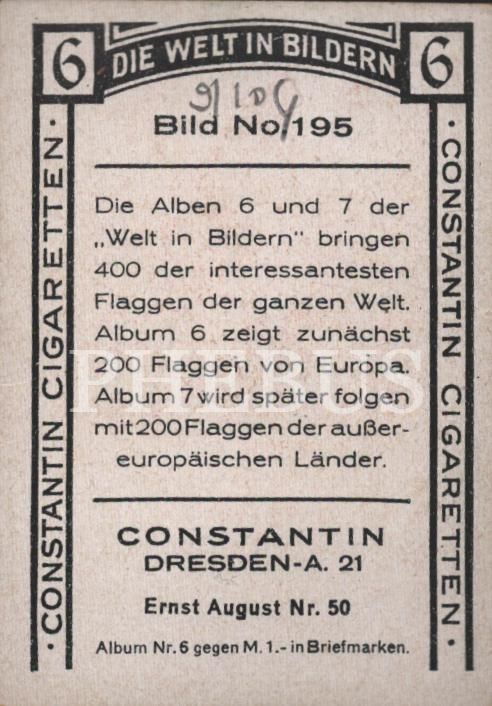 6 DIE WELT IN BILDERN 6
Bild No. 195
Die Alben 6 und 7 der
„Welt in Bildern" bringen
400 der interessantesten
Flaggen der ganzen Welt.
Album 6 zeigt zunächst
200 Flaggen von Europa.
Album 7 wird später folgen
mit 200 Flaggen der außer-
europäischen Länder.
CONSTANTIN
DRESDEN-A. 21
Ernst August Nr. 50
Album Nr. 6 gegen M. 1.- in Briefmarken.
· CONSTANTIN CIGARETTEN ·
· CONSTANTIN CIGARETTEN ·
PHEBUS